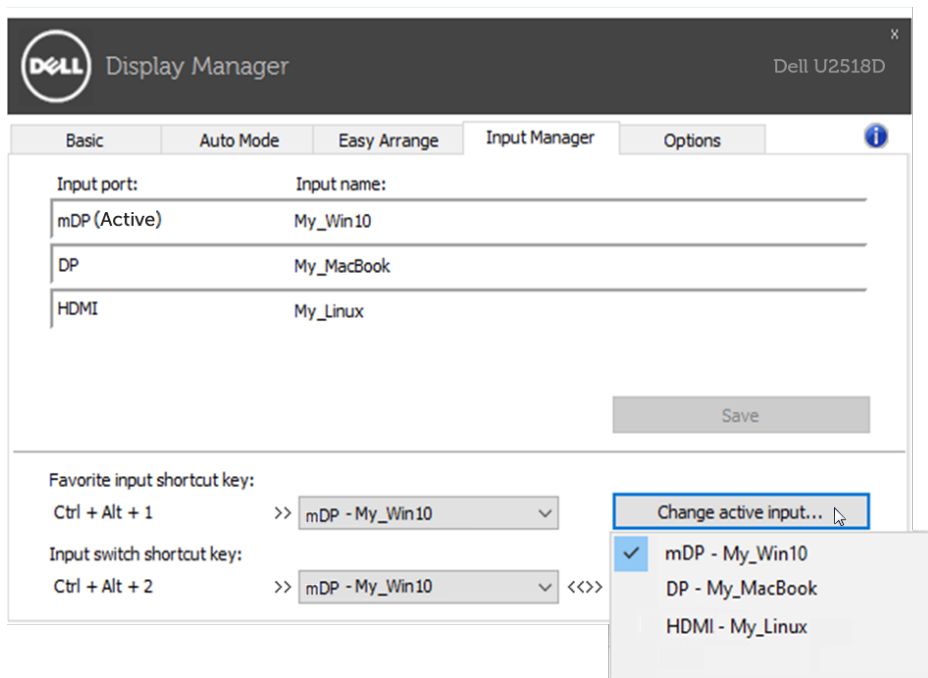 x
DELL Display Manager
Dell U2518D
Basic Auto Mode Easy Arrange Input Manager Options i
Input port: Input name:
mDP (Active) My_Win10
DP My_MacBook
HDMI My_Linux
Save
Favorite input shortcut key:
Ctrl + Alt + 1 >> mDP - My_Win10 Change active input...
Input switch shortcut key:
Ctrl + Alt + 2 >> mDP - My_Win10 <<>>
mDP - My_Win10
DP - My_MacBook
HDMI - My_Linux